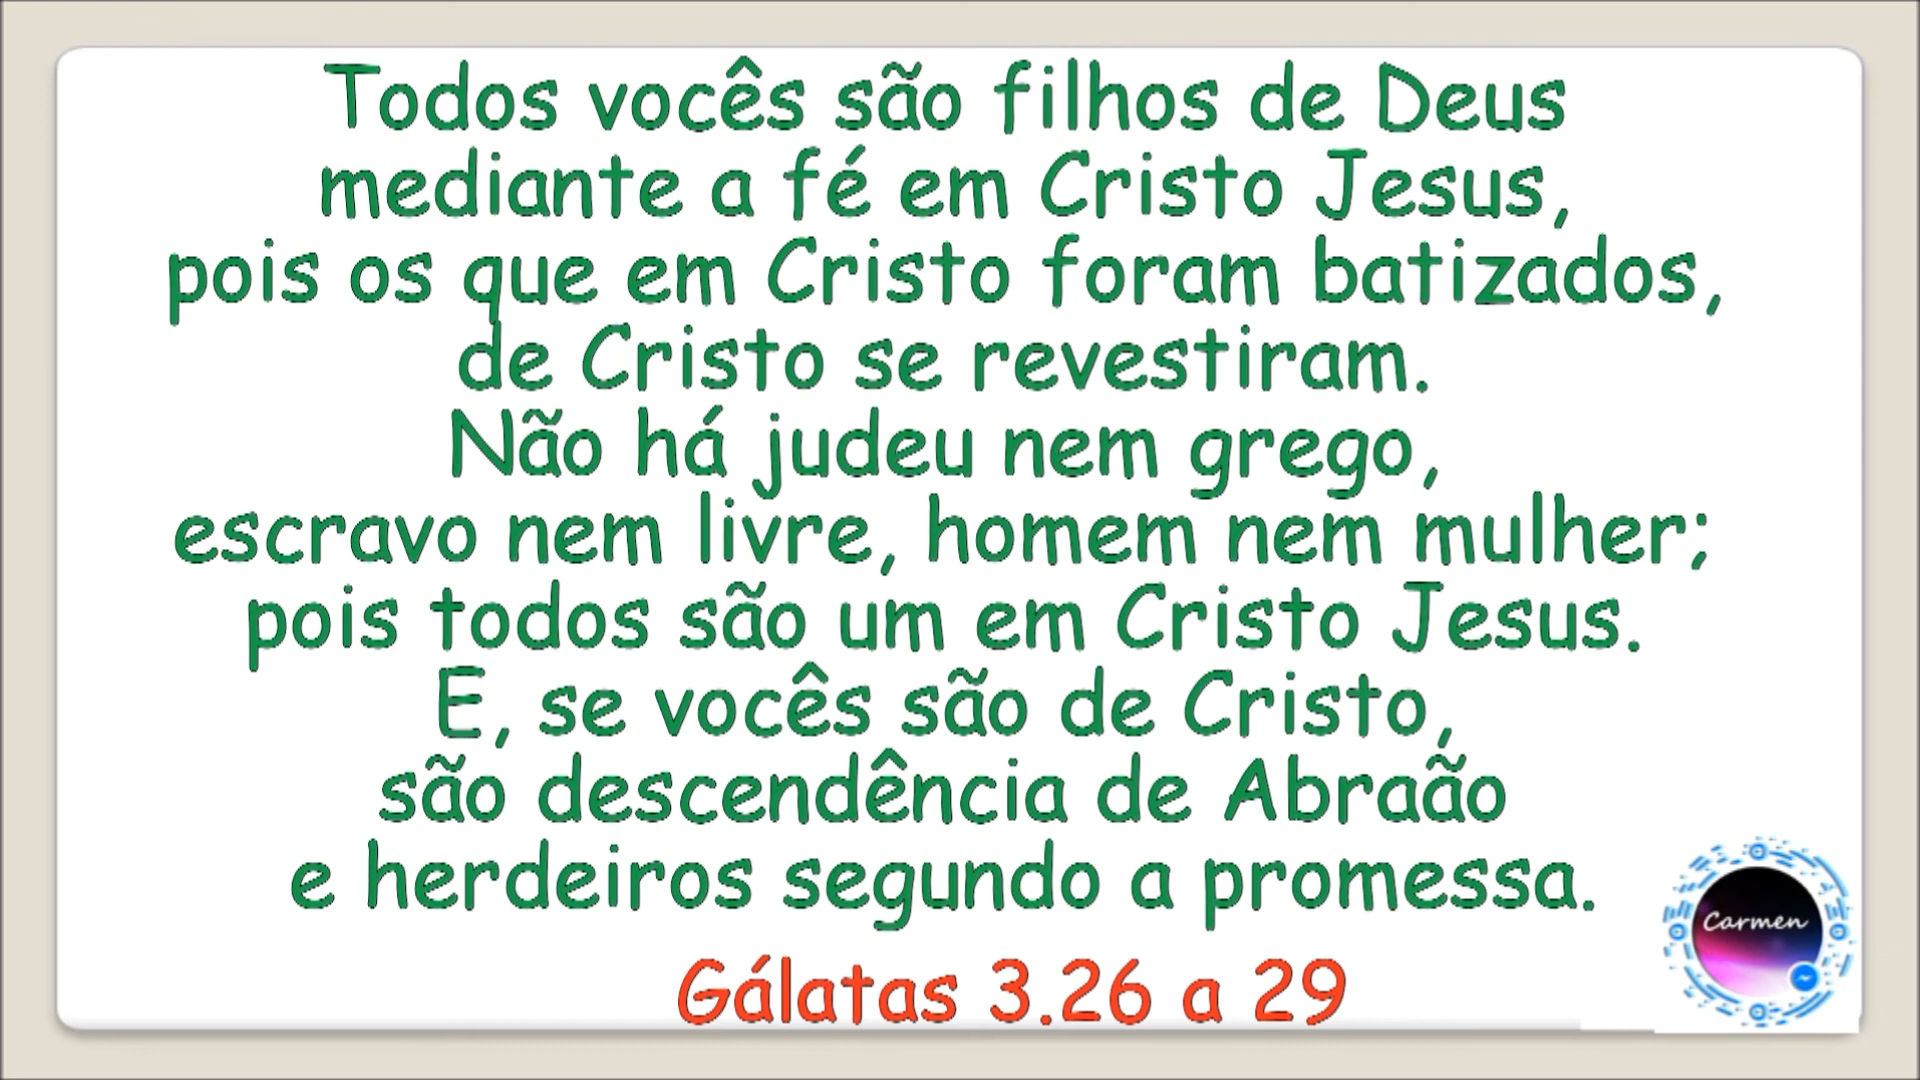 Todos vocês são filhos de Deus
mediante a fé em Cristo Jesus,
pois os que em Cristo foram batizados,
de Cristo se revestiram.
Não há judeu nem grego,
escravo nem livre, homem nem mulher;
pois todos são um em Cristo Jesus.
E, se vocês são de Cristo,
são descendência de Abraão
e herdeiros segundo a promessa.
Carmen
Gálatas 3.26 a 29